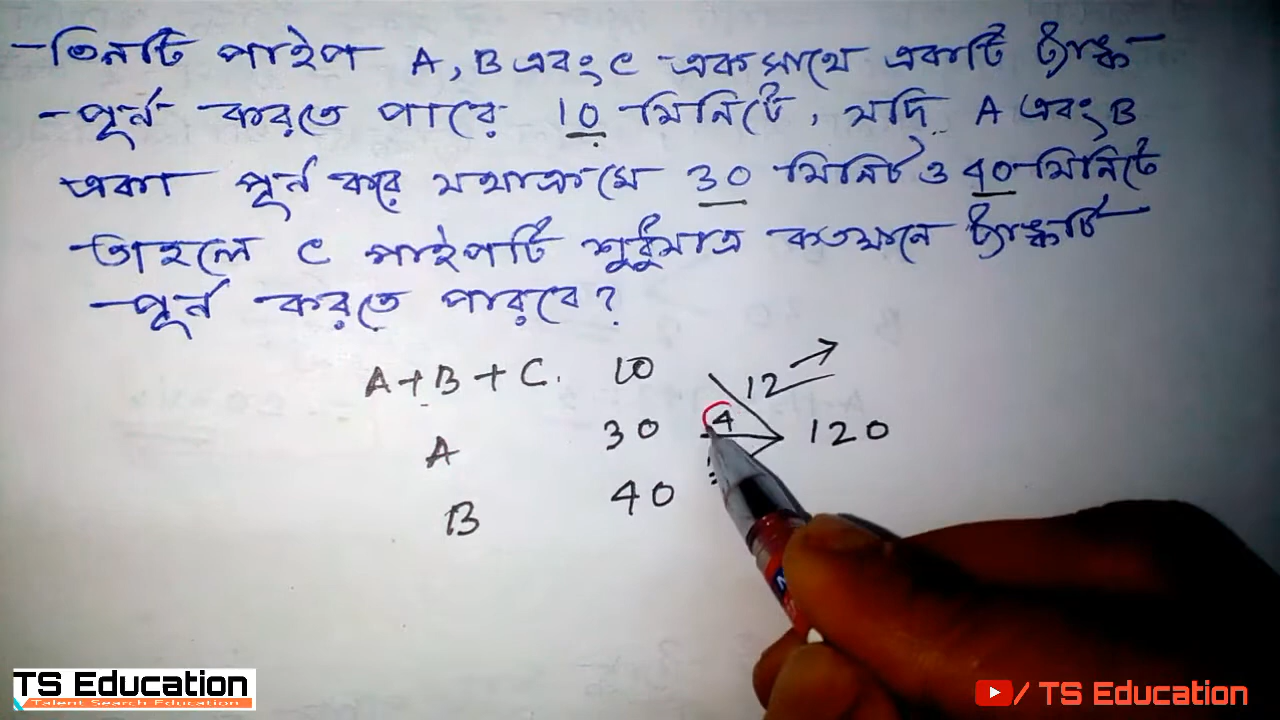 তিনটি পাইপ A, B এবং C একসাথে একটি ট্যাঙ্ক
পূর্ন করতে পারে 10 মিনিটে, যদি A এবং B
একা পূর্ন করে যথাক্রমে 30 মিনিট ও 40 মিনিটে
তাহলে C পাইপটি শুধুমাত্র কতক্ষনে ট্যাঙ্কটি
পূর্ন করতে পারবে?
A+B+C. 10 12
A 30 4 120
B 40
TS Education
Talent Search Education
/ TS Education